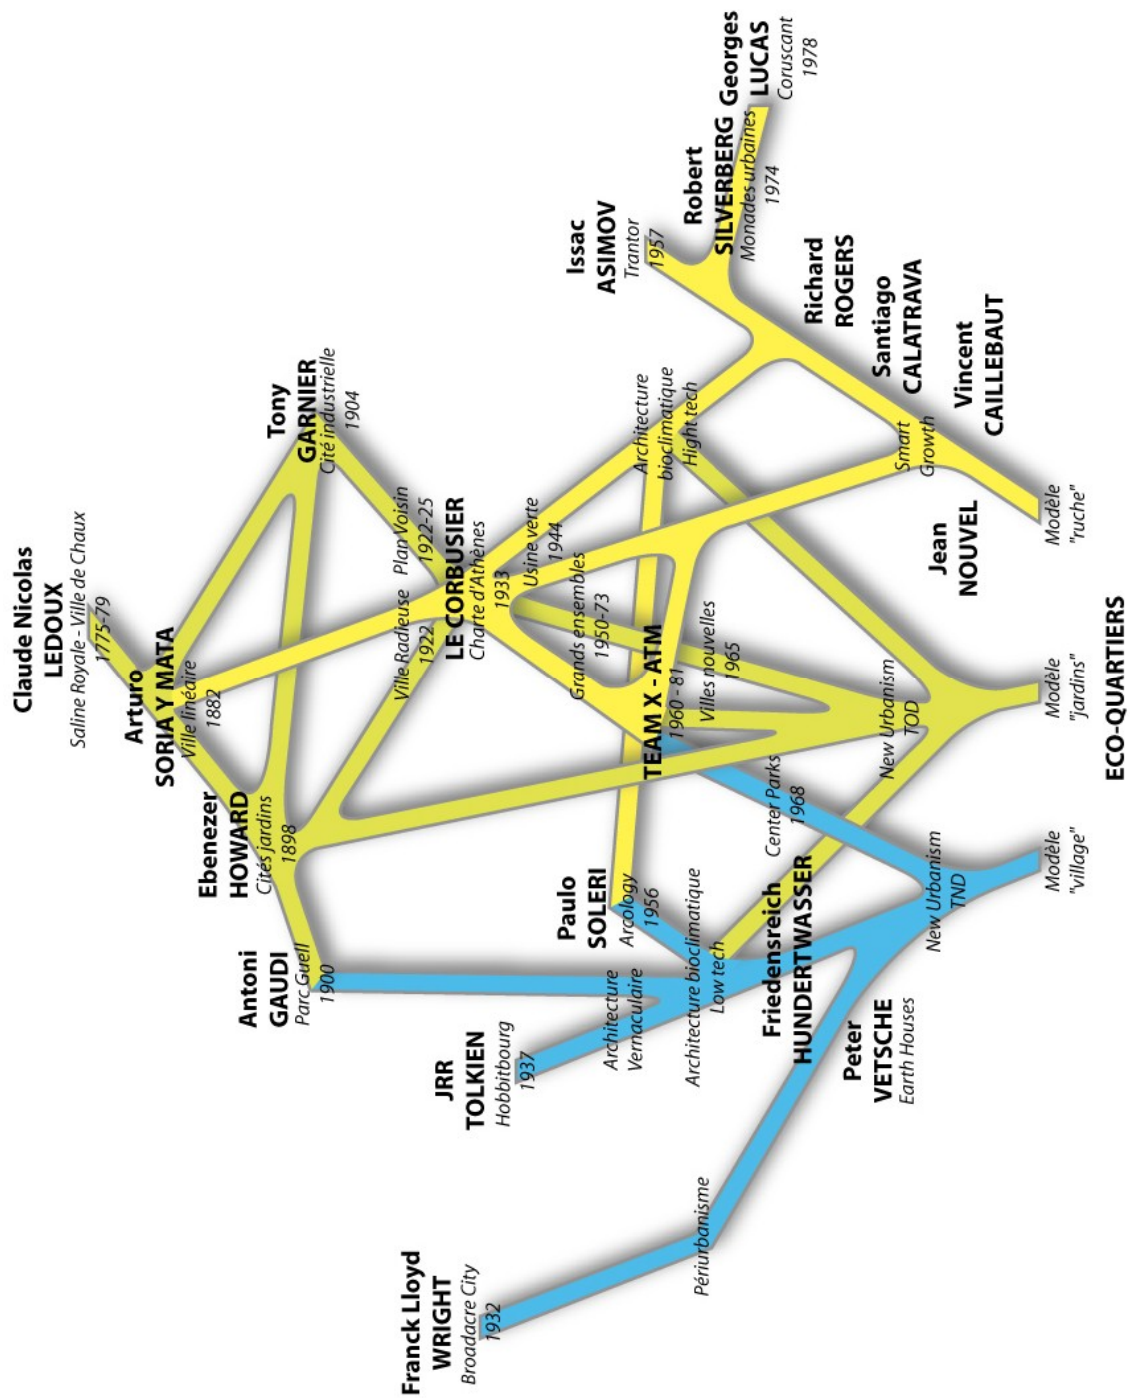 Claude Nicolas
LEDOUX
Saline Royale - Ville de Chaux
1775-79
Arturo
SORIA Y MATA
Ville linéaire
1882
Ebenezer
HOWARD
Cités jardins
1898
Tony
GARNIER
Cité industrielle
1904
Antoni
GAUDI
Parc Guell
1900
Ville Radieuse
1922
Plan Voisin
1922-25
LE CORBUSIER
Charte d'Athènes
1933
Usine verte
1944
Franck Lloyd
WRIGHT
Broadacre City
1932
JRR
TOLKIEN
Hobbitbourg
1937
Paulo
SOLERI
Arcology
1956
Grands ensembles
1950-73
Issac
ASIMOV
Trantor
1957
Robert
SILVERBERG
Monades urbaines
1974
Georges
LUCAS
Coruscant
1978
Architecture
Vernaculaire
Architecture bioclimatique
Low tech
TEAM X - ATM
1960 - 81
Villes nouvelles
1965
Architecture
bioclimatique
Hight tech
Périurbanisme
Center Parks
1968
Friedensreich
HUNDERTWASSER
Peter
VETSCHE
Earth Houses
Richard
ROGERS
Santiago
CALATRAVA
Vincent
CAILLEBAUT
Smart
Growth
Jean
NOUVEL
New Urbanism
TOD
New Urbanism
TND
Modèle
"village"
Modèle
"jardins"
Modèle
"ruche"
ECO-QUARTIERS